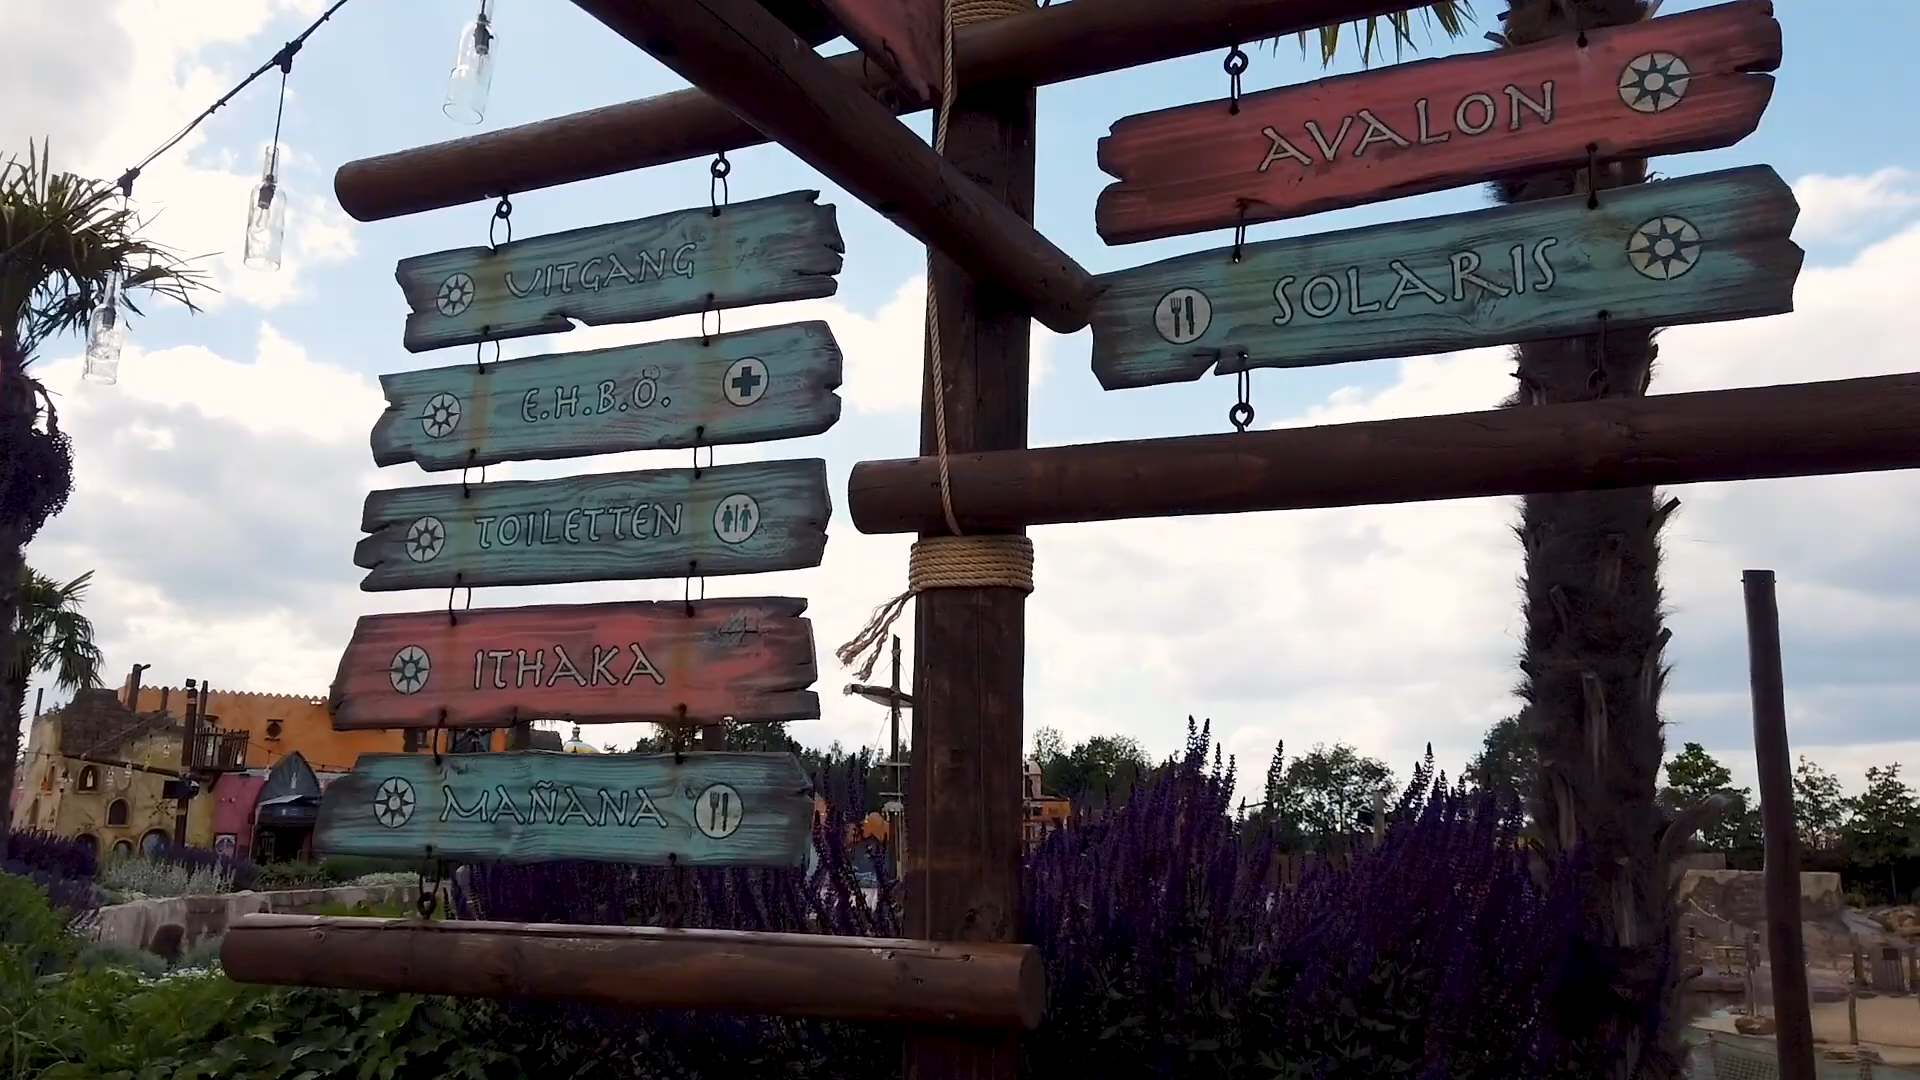 UITGANG
E.H.B.O.
TOILETTEN
ITHAKA
MAÑANA
AVALON
SOLARIS